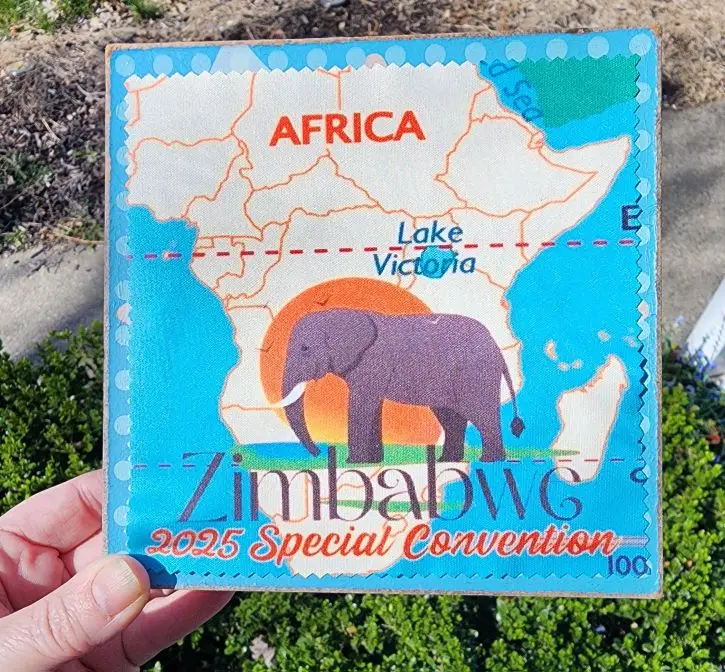 d Sea
AFRICA
E
Lake
Victoria
Zimbabwe
2025 Special Convention
100